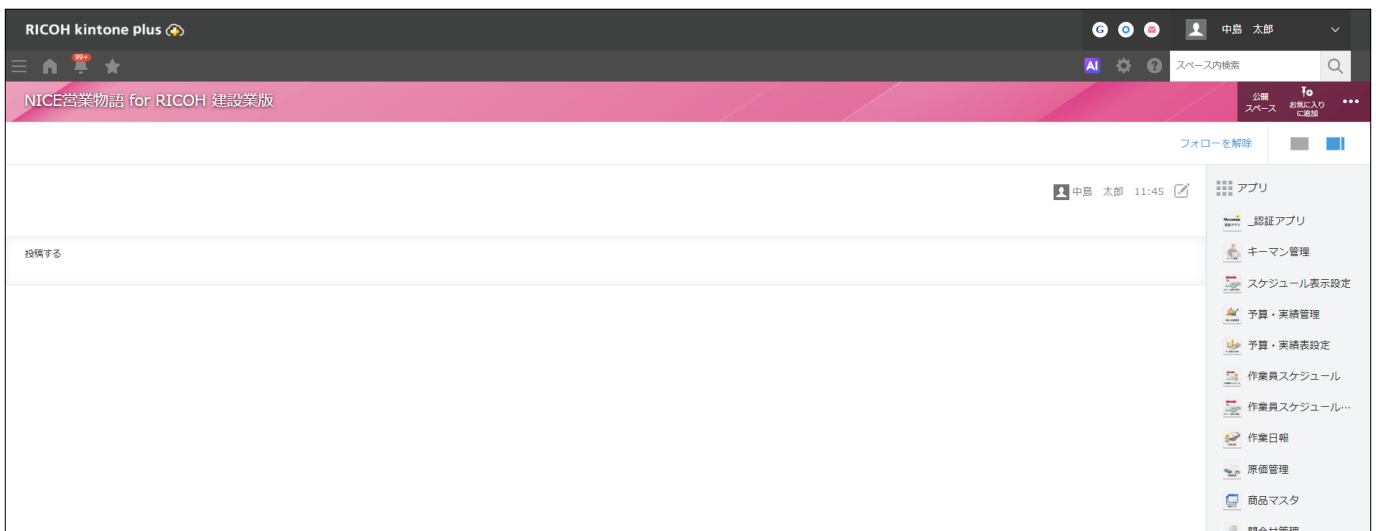 RICOH kintone plus
G
中島 太郎
99+
AI
スペース内検索
NICE営業物語 for RICOH 建設業版
公開
スペース
お気に入り
に追加
フォローを解除
中島 太郎 11:45
アプリ
_認証アプリ
キーマン管理
スケジュール表示設定
予算・実績管理
予算・実績表設定
作業員スケジュール
作業員スケジュール…
作業日報
原価管理
商品マスタ
投稿する